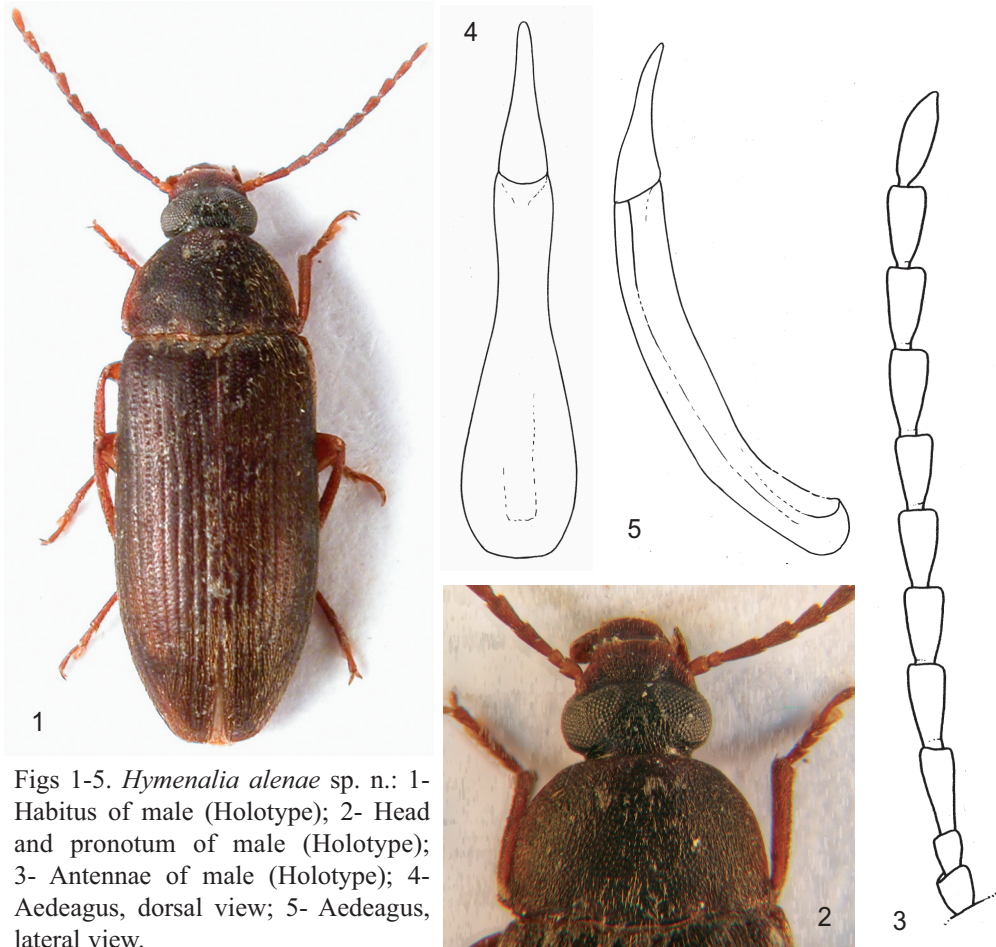 4
5
1
2
3
Figs 1-5. Hymenalia alenae sp. n.: 1-
Habitus of male (Holotype); 2- Head
and pronotum of male (Holotype);
3- Antennae of male (Holotype); 4-
Aedeagus, dorsal view; 5- Aedeagus,
lateral view.